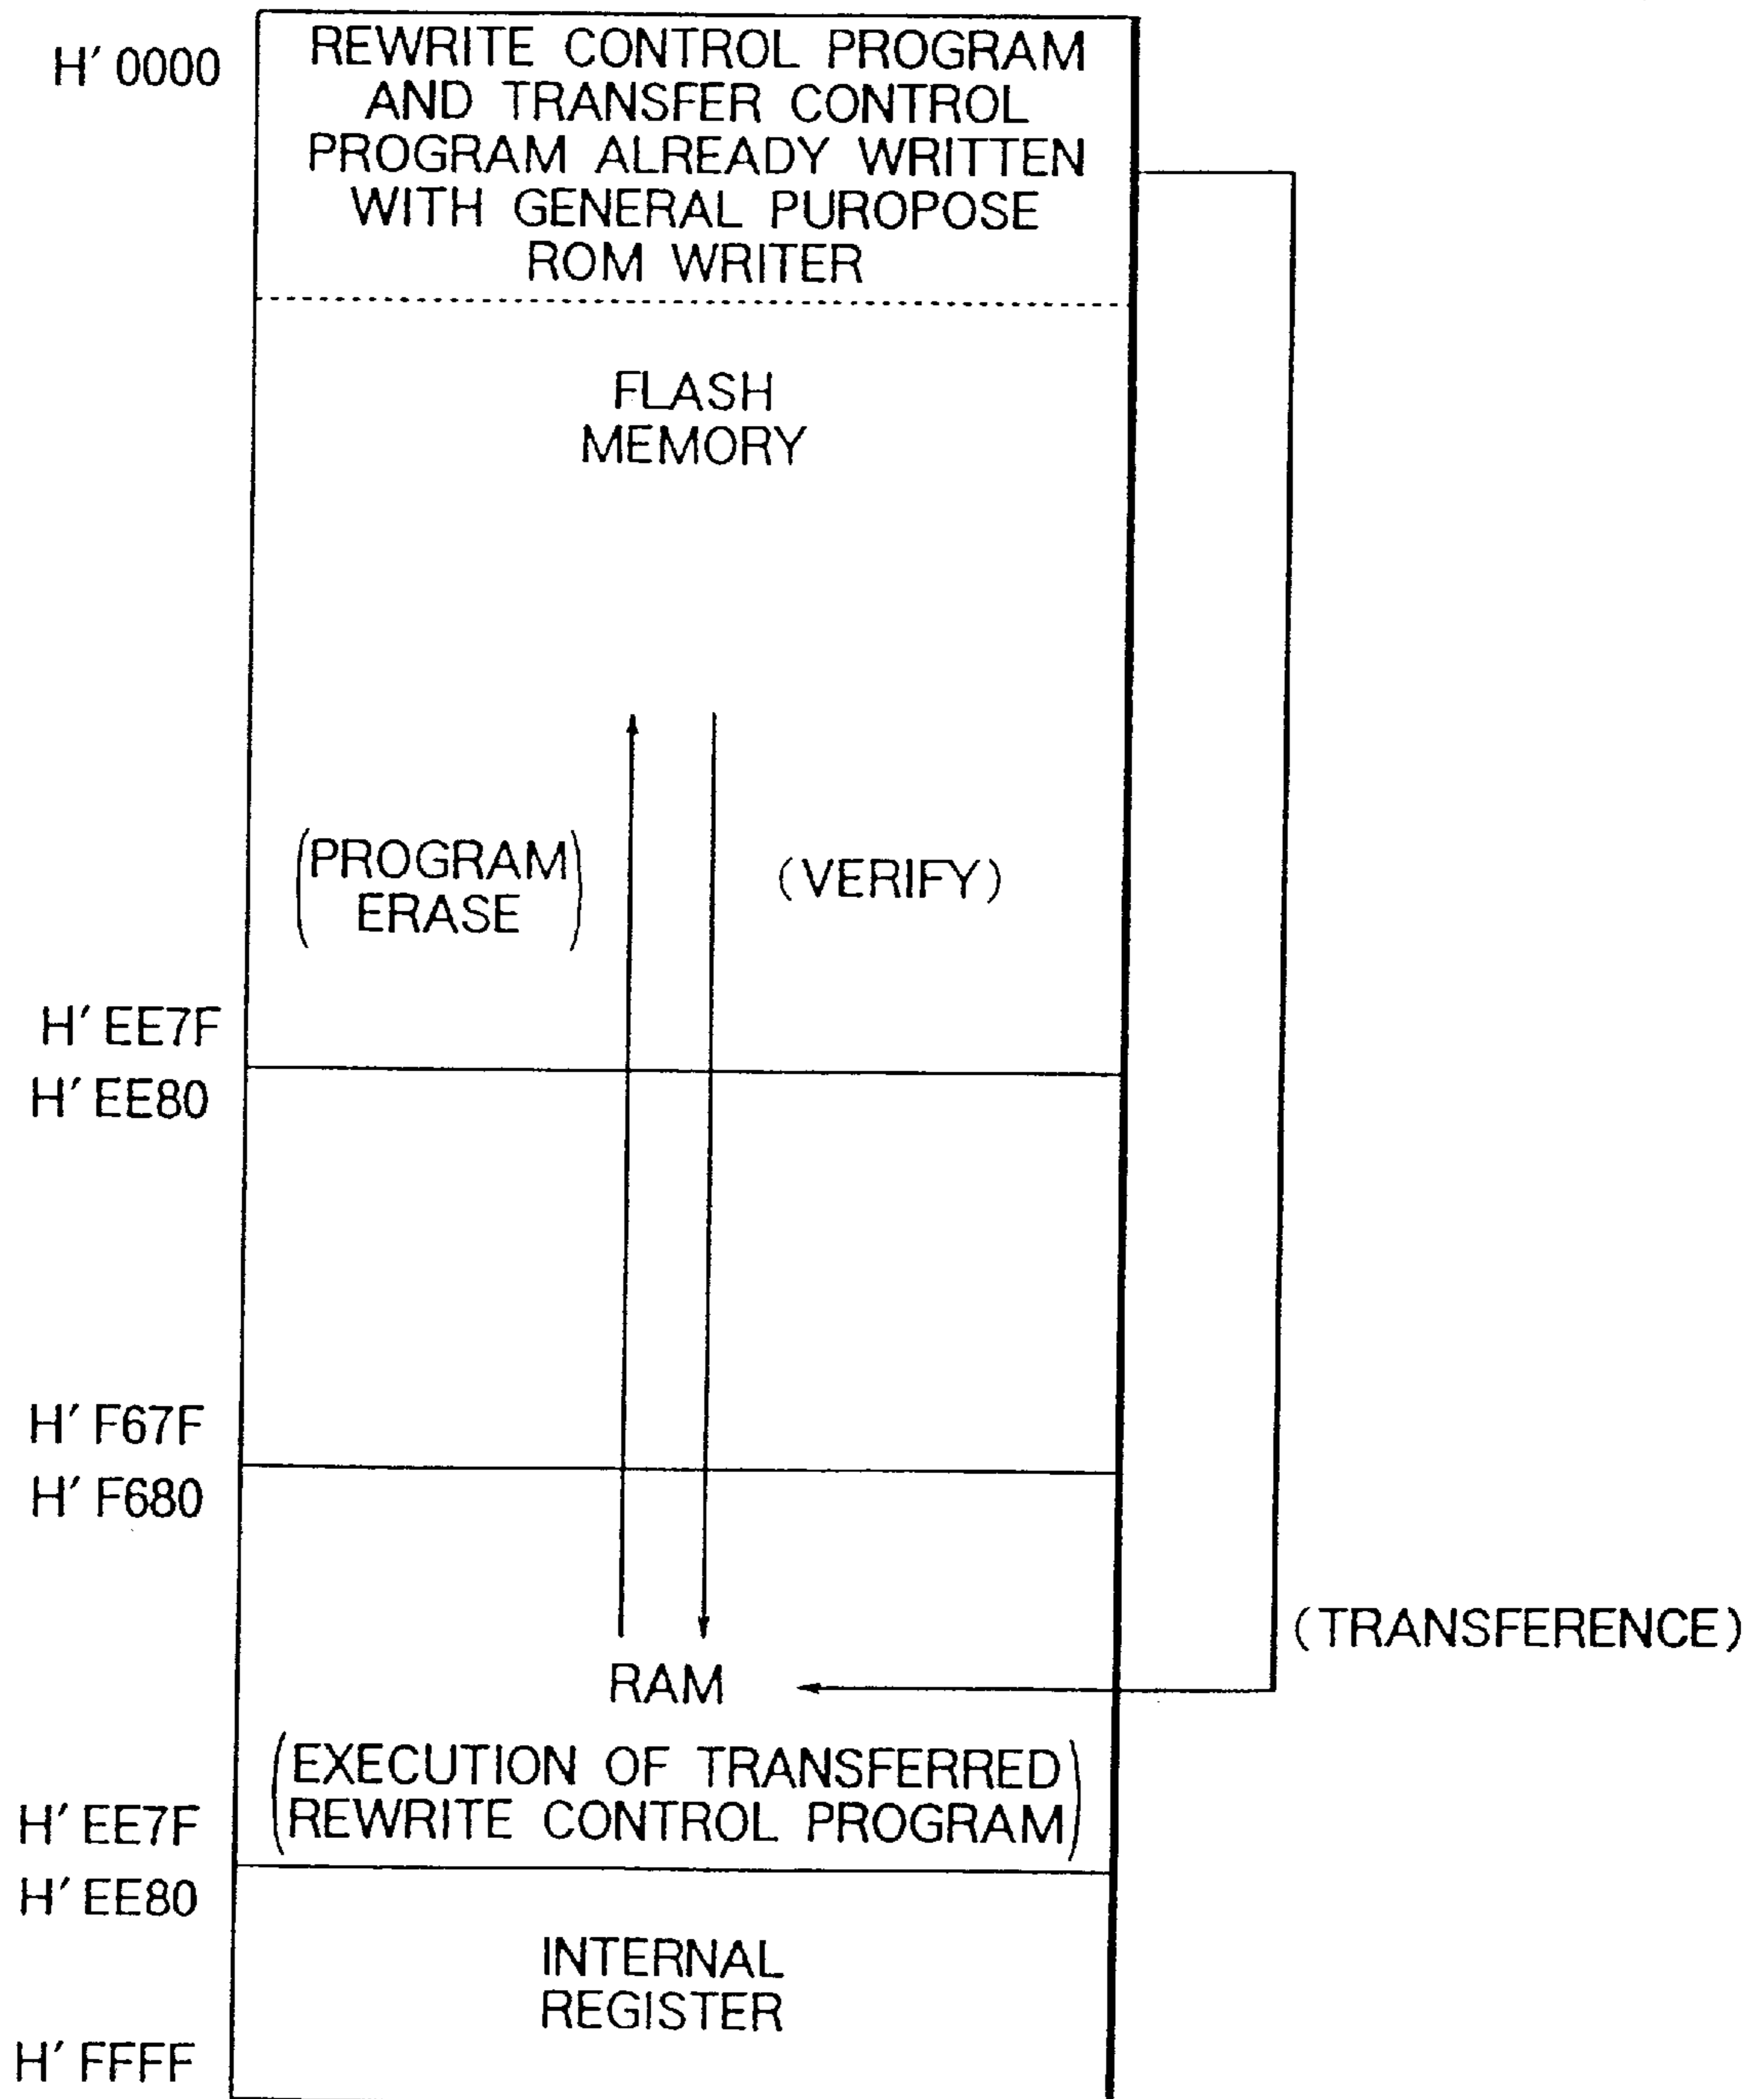 H' 0000
REWRITE CONTROL PROGRAM
AND TRANSFER CONTROL
PROGRAM ALREADY WRITTEN
WITH GENERAL PUROPOSE
ROM WRITER
FLASH
MEMORY
(PROGRAM
ERASE)
(VERIFY)
H' EE7F
H' EE80
H' F67F
H' F680
(TRANSFERENCE)
RAM
(EXECUTION OF TRANSFERRED
REWRITE CONTROL PROGRAM)
H' EE7F
H' EE80
INTERNAL
REGISTER
H' FFFF